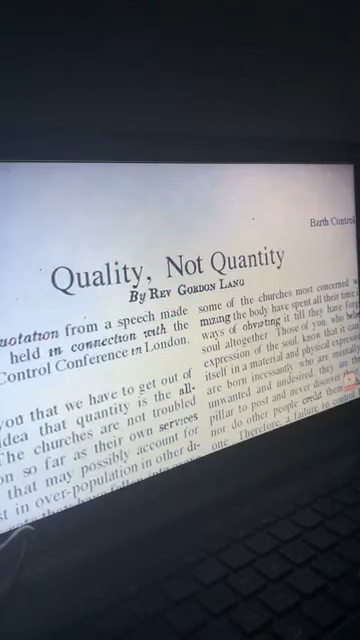 Birth Control
Quality, Not Quantity
By Rev Gordon Lang
uotation from a speech made
held in connection with the
Control Conference in London.
you that we have to get out of
idea that quantity is the all-
The churches are not troubled
on so far as their own services
that may possibly account for
st in over-population in other di-
some of the churches most concerned
mizing the body have spent all their
ways of obviating it till they have
soul altogether Those of you, who
expression of the soul, know that it
itself in a material and physical
are born incessantly who are
unwanted and undesired, they are
pillar to post and never discover
nor do other people credit them
one. Therefore, a failure to control